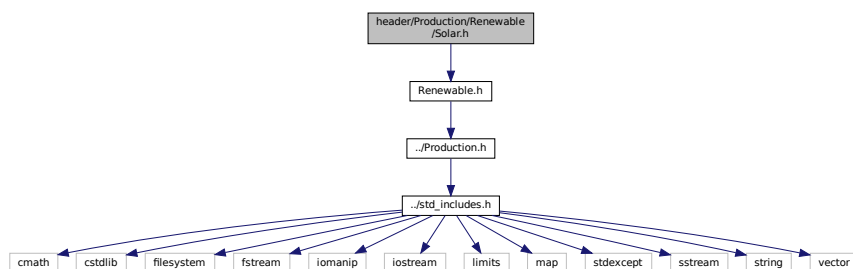 header/Production/Renewable
/Solar.h
Renewable.h
../Production.h
../std_includes.h
cmath
cstdlib
filesystem
fstream
iomanip
iostream
limits
map
stdexcept
sstream
string
vector